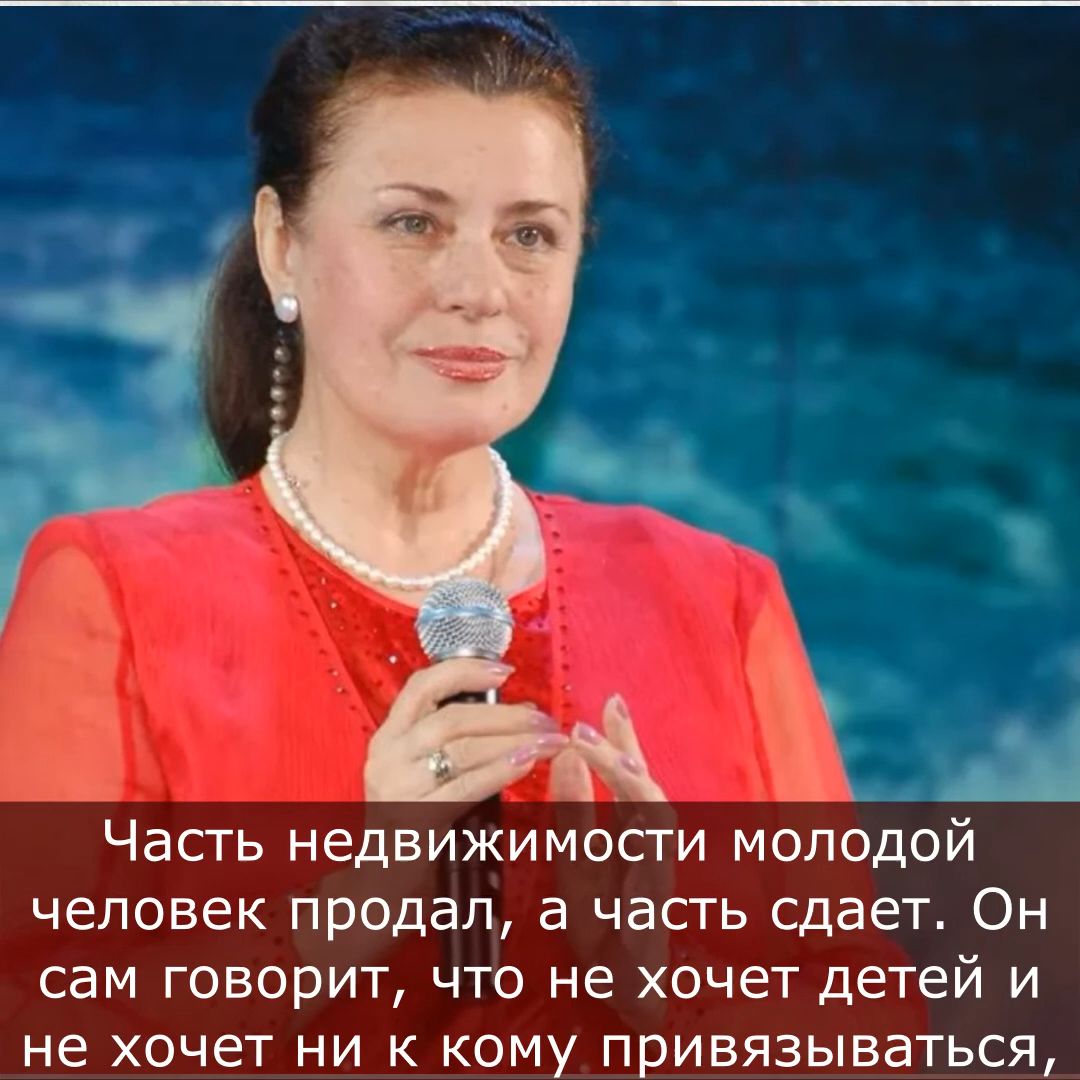 Часть недвижимости молодой
человек продал, а часть сдает. Он
сам говорит, что не хочет детей и
не хочет ни к кому привязываться,